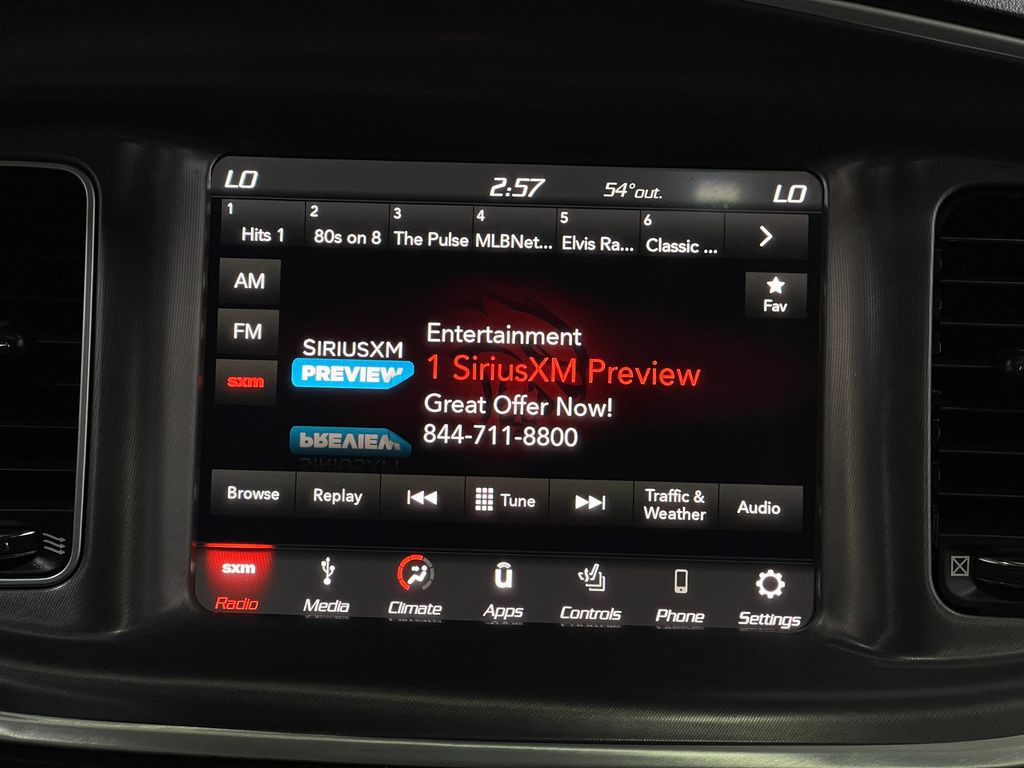 LO 2:57 54°out. LO
1 2 3 4 5 6
Hits 1 80s on 8 The Pulse MLBNet... Elvis Ra... Classic ...
AM
Fav
FM
sxm
SIRIUSXM
PREVIEW
Entertainment
1 SiriusXM Preview
Great Offer Now!
844-711-8800
Browse Replay Tune Traffic & Weather Audio
sxm
Radio Media Climate Apps Controls Phone Settings